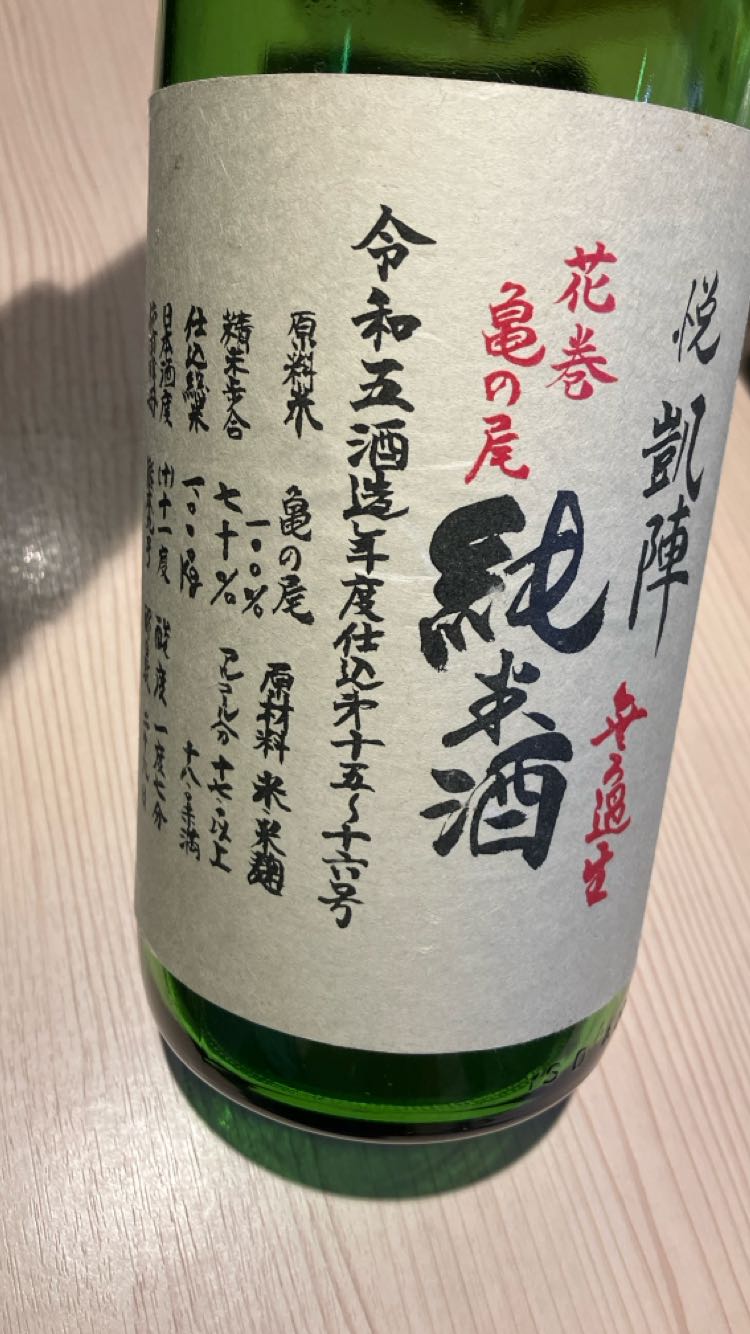 悦 凱陣
無ろ過生
花巻
亀の尾
純米酒
令和五酒造年度仕込第十五〜十六号
原料米 亀の尾
一〇〇%
原材料 米・米麹
精米歩合 七十%
アルコール分 十七・〇以上
十八・〇未満
仕込総米 一、〇〇〇kg
日本酒度 (+)十一度 酸度 一度七分